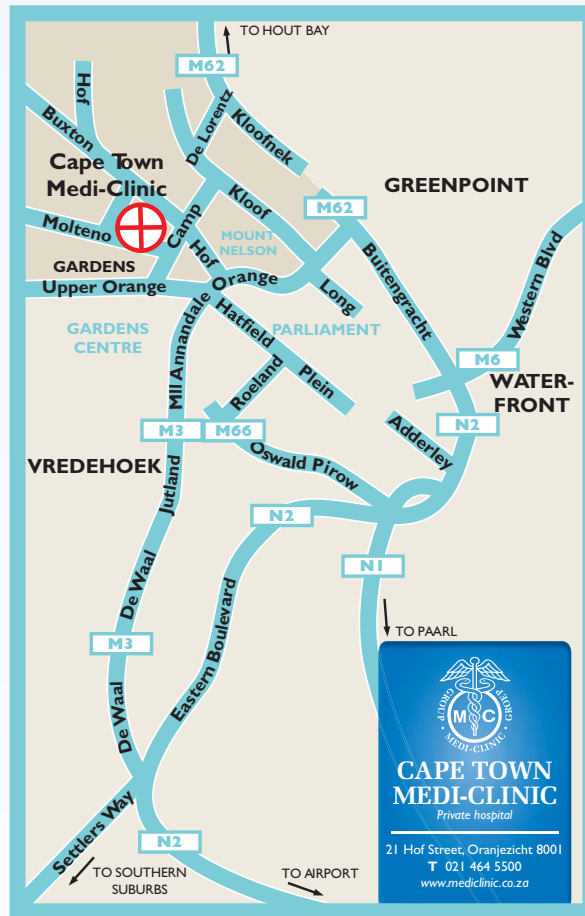 TO HOUT BAY
M62
Hof
Buxton
De Lorentz
Kloofnek
Cape Town
Medi-Clinic
GREENPOINT
Kloof
M62
Molteno
Camp
MOUNT
NELSON
Hof
GARDENS
Upper Orange
Orange
Long
Buitengracht
Western Blvd
GARDENS
CENTRE
Hatfield
PARLIAMENT
Mll Annandale
M6
Roeland
Plein
WATER-
FRONT
M3
M66
N2
Adderley
VREDEHOEK
Oswald Pirow
Jutland
N2
De Waal
N1
Eastern Boulevard
TO PAARL
M3
De Waal
GROUP · MEDI-CLINIC · GROEP
M C
CAPE TOWN
MEDI-CLINIC
Private hospital
Settlers Way
N2
21 Hof Street, Oranjezicht 8001
T 021 464 5500
www.mediclinic.co.za
TO SOUTHERN
SUBURBS
TO AIRPORT